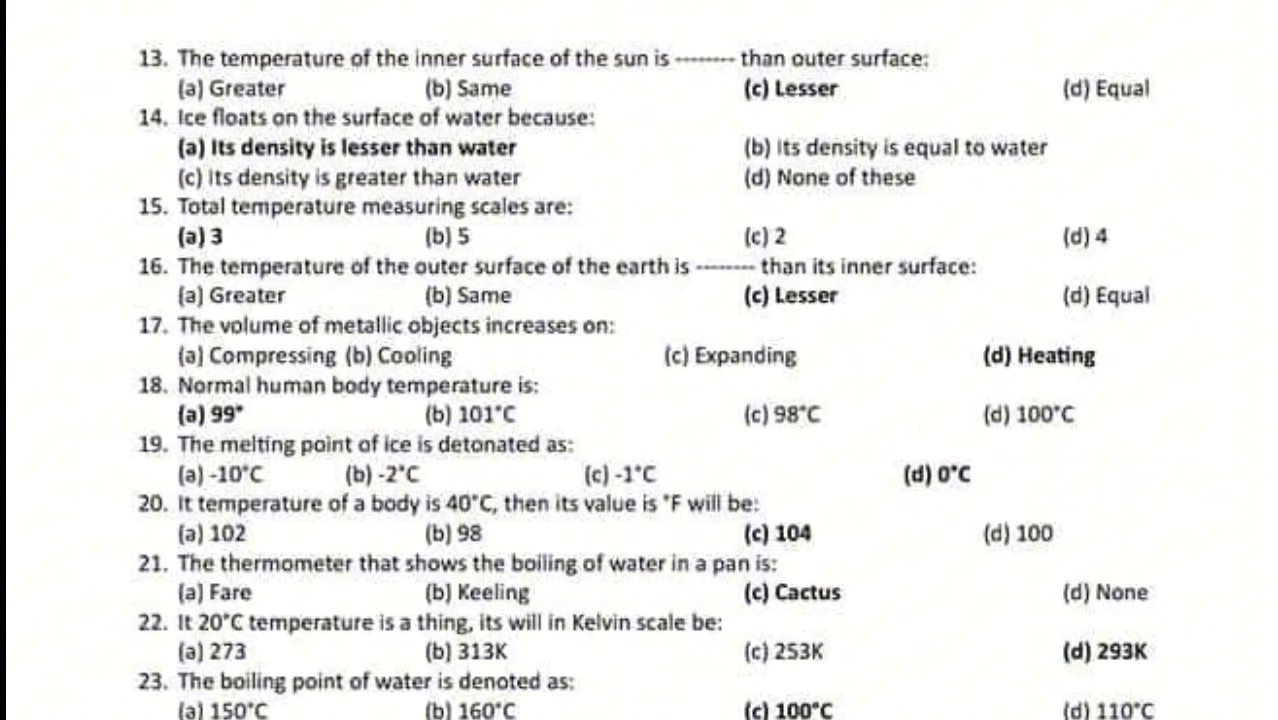 13. The temperature of the inner surface of the sun is -------- than outer surface:
(a) Greater (b) Same (c) Lesser (d) Equal
14. Ice floats on the surface of water because:
(a) Its density is lesser than water (b) Its density is equal to water
(c) Its density is greater than water (d) None of these
15. Total temperature measuring scales are:
(a) 3 (b) 5 (c) 2 (d) 4
16. The temperature of the outer surface of the earth is -------- than its inner surface:
(a) Greater (b) Same (c) Lesser (d) Equal
17. The volume of metallic objects increases on:
(a) Compressing (b) Cooling (c) Expanding (d) Heating
18. Normal human body temperature is:
(a) 99° (b) 101°C (c) 98°C (d) 100°C
19. The melting point of ice is detonated as:
(a) -10°C (b) -2°C (c) -1°C (d) 0°C
20. It temperature of a body is 40°C, then its value is °F will be:
(a) 102 (b) 98 (c) 104 (d) 100
21. The thermometer that shows the boiling of water in a pan is:
(a) Fare (b) Keeling (c) Cactus (d) None
22. It 20°C temperature is a thing, its will in Kelvin scale be:
(a) 273 (b) 313K (c) 253K (d) 293K
23. The boiling point of water is denoted as:
(a) 150°C (b) 160°C (c) 100°C (d) 110°C